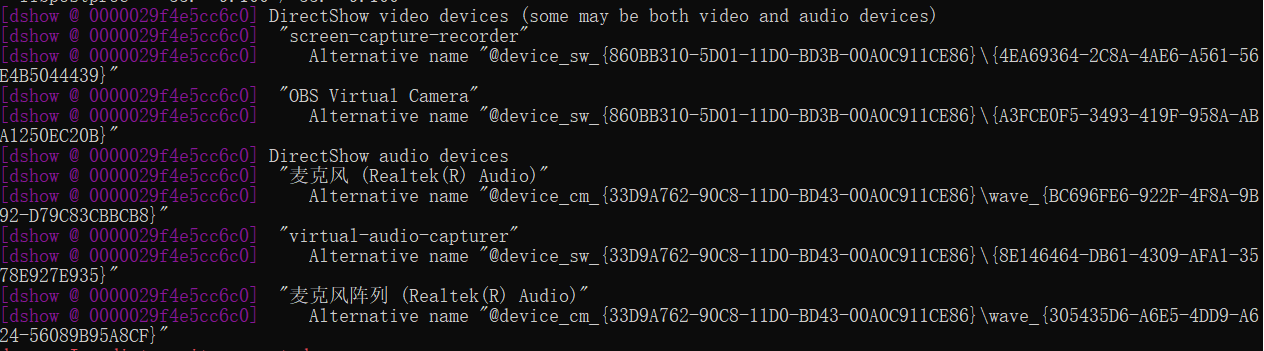 [dshow @ 0000029f4e5cc6c0] DirectShow video devices (some may be both video and audio devices)
[dshow @ 0000029f4e5cc6c0]  "screen-capture-recorder"
[dshow @ 0000029f4e5cc6c0]     Alternative name "@device_sw_{860BB310-5D01-11D0-BD3B-00A0C911CE86}\{4EA69364-2C8A-4AE6-A561-56
E4B5044439}"
[dshow @ 0000029f4e5cc6c0]  "OBS Virtual Camera"
[dshow @ 0000029f4e5cc6c0]     Alternative name "@device_sw_{860BB310-5D01-11D0-BD3B-00A0C911CE86}\{A3FCE0F5-3493-419F-958A-AB
A1250EC20B}"
[dshow @ 0000029f4e5cc6c0] DirectShow audio devices
[dshow @ 0000029f4e5cc6c0]  "麦克风 (Realtek(R) Audio)"
[dshow @ 0000029f4e5cc6c0]     Alternative name "@device_cm_{33D9A762-90C8-11D0-BD43-00A0C911CE86}\wave_{BC696FE6-922F-4F8A-9B
92-D79C83CBBCB8}"
[dshow @ 0000029f4e5cc6c0]  "virtual-audio-capturer"
[dshow @ 0000029f4e5cc6c0]     Alternative name "@device_sw_{33D9A762-90C8-11D0-BD43-00A0C911CE86}\{8E146464-DB61-4309-AFA1-35
78E927E935}"
[dshow @ 0000029f4e5cc6c0]  "麦克风阵列 (Realtek(R) Audio)"
[dshow @ 0000029f4e5cc6c0]     Alternative name "@device_cm_{33D9A762-90C8-11D0-BD43-00A0C911CE86}\wave_{305435D6-A6E5-4DD9-A6
24-56089B95A8CF}"